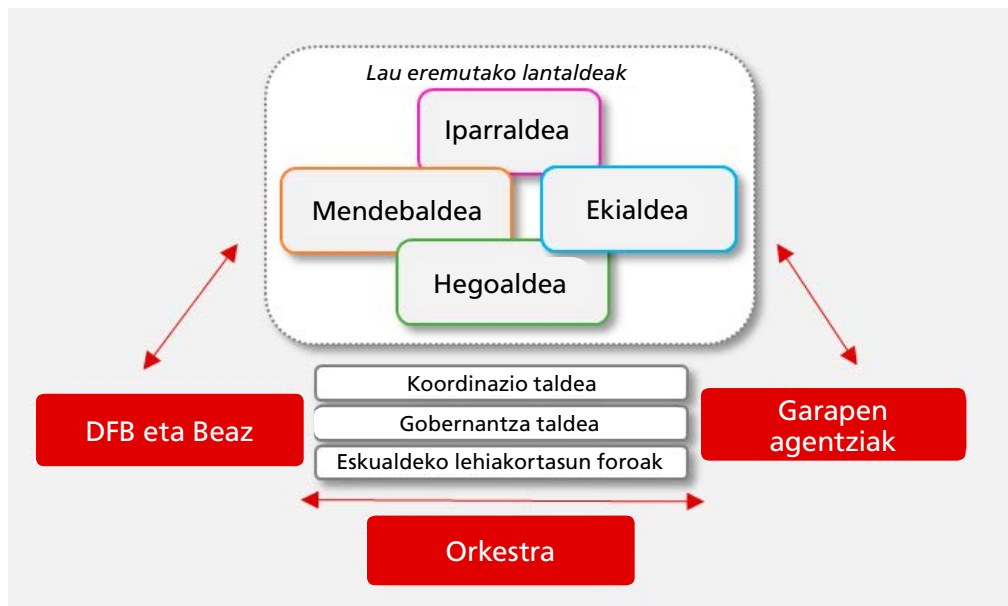 Lau eremutako lantaldeak
Iparraldea
Mendebaldea
Ekialdea
Hegoaldea
Koordinazio taldea
Gobernantza taldea
Eskualdeko lehiakortasun foroak
DFB eta Beaz
Garapen
agentziak
Orkestra